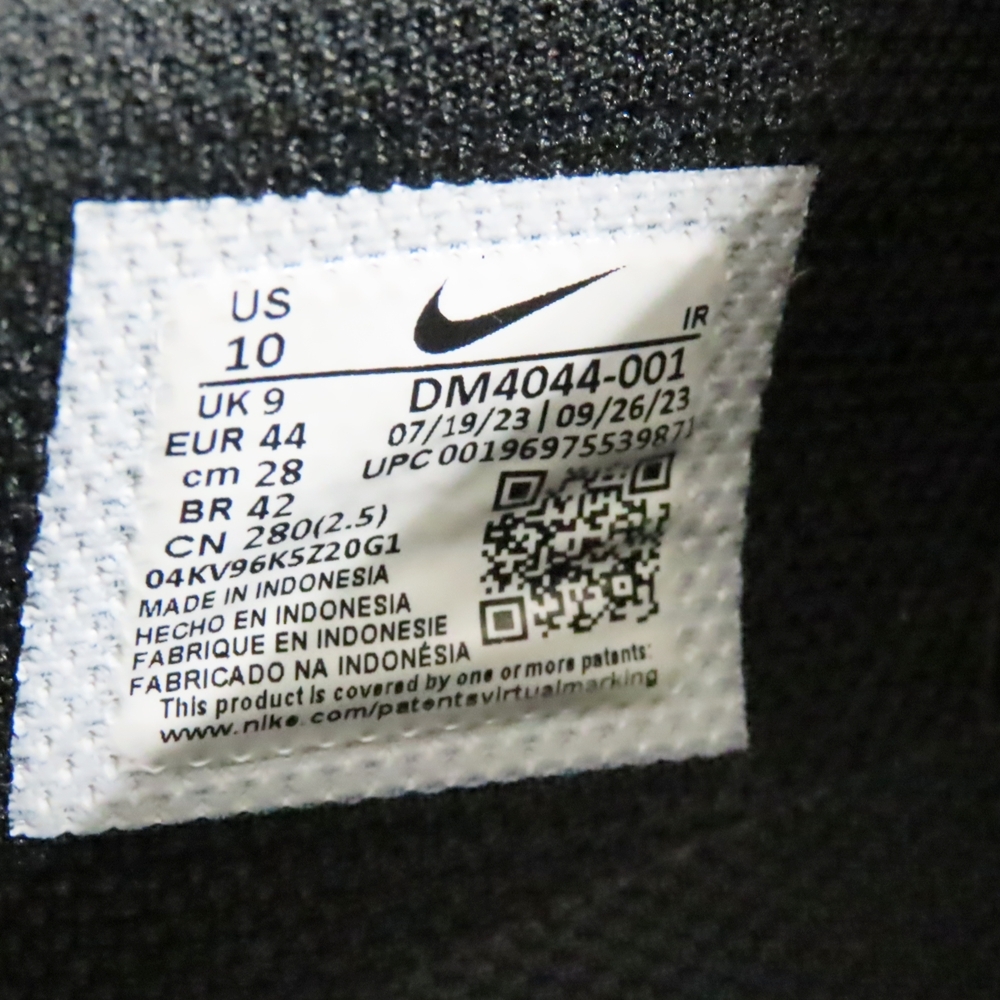 US
10
IR
UK 9
DM4044-001
EUR 44
07/19/23 | 09/26/23
cm 28
UPC 00196975539871
BR 42
CN 280(2.5)
04KV96K5Z20G1
MADE IN INDONESIA
HECHO EN INDONESIA
FABRIQUE EN INDONESIE
FABRICADO NA INDONÉSIA
This product is covered by one or more patents:
www.nike.com/patentsvirtualmarking